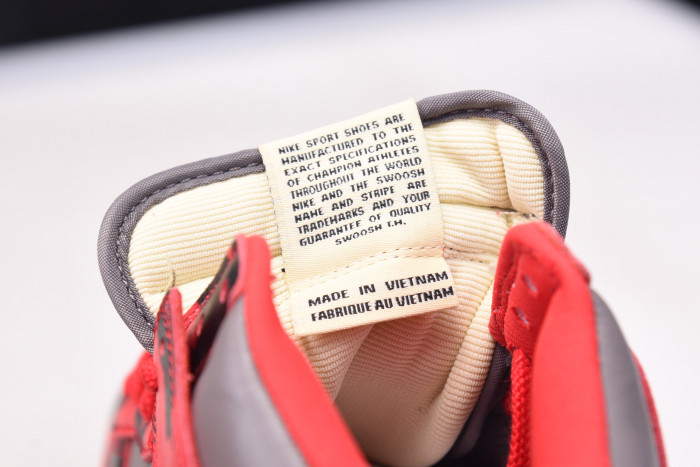 NIKE SPORT SHOES ARE
MANUFACTURED TO THE
EXACT SPECIFICATIONS
OF CHAMPION ATHLETES
THROUGHOUT THE WORLD
NIKE AND THE SWOOSH
NAME AND STRIPE ARE
TRADEMARKS AND YOUR
GUARANTEE OF QUALITY
SWOOSH T.H.
MADE IN VIETNAM
FABRIQUE AU VIETNAM